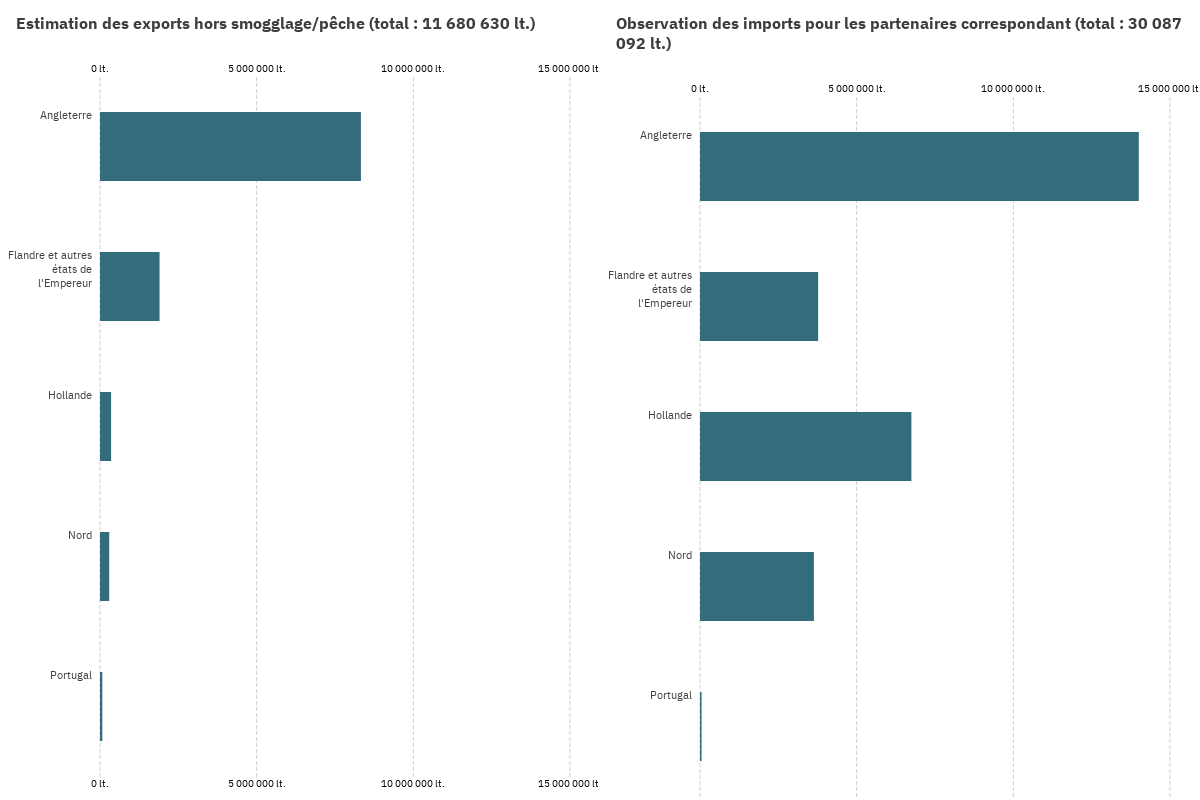 Estimation des exports hors smogglage/pêche (total : 11 680 630 lt.)
0 lt.
5 000 000 lt.
10 000 000 lt.
15 000 000 lt
Angleterre
Flandre et autres
états de
l'Empereur
Hollande
Nord
Portugal
0 lt.
5 000 000 lt.
10 000 000 lt.
15 000 000 lt
Observation des imports pour les partenaires correspondant (total : 30 087
092 lt.)
0 lt.
5 000 000 lt.
10 000 000 lt.
15 000 000 lt
Angleterre
Flandre et autres
états de
l'Empereur
Hollande
Nord
Portugal